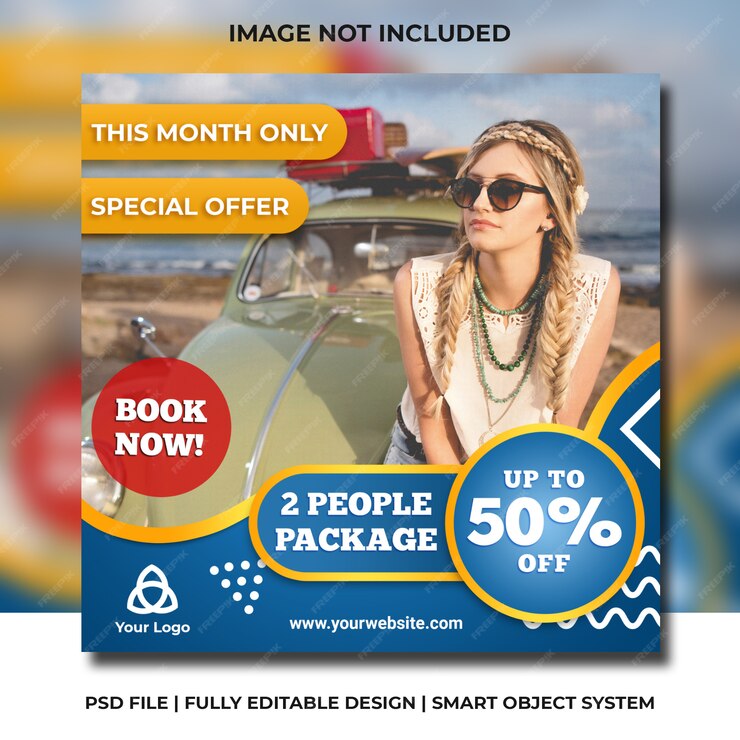 IMAGE NOT INCLUDED
THIS MONTH ONLY
SPECIAL OFFER
BOOK
NOW!
2 PEOPLE
PACKAGE
UP TO
50%
OFF
Your Logo
www.yourwebsite.com
PSD FILE | FULLY EDITABLE DESIGN | SMART OBJECT SYSTEM